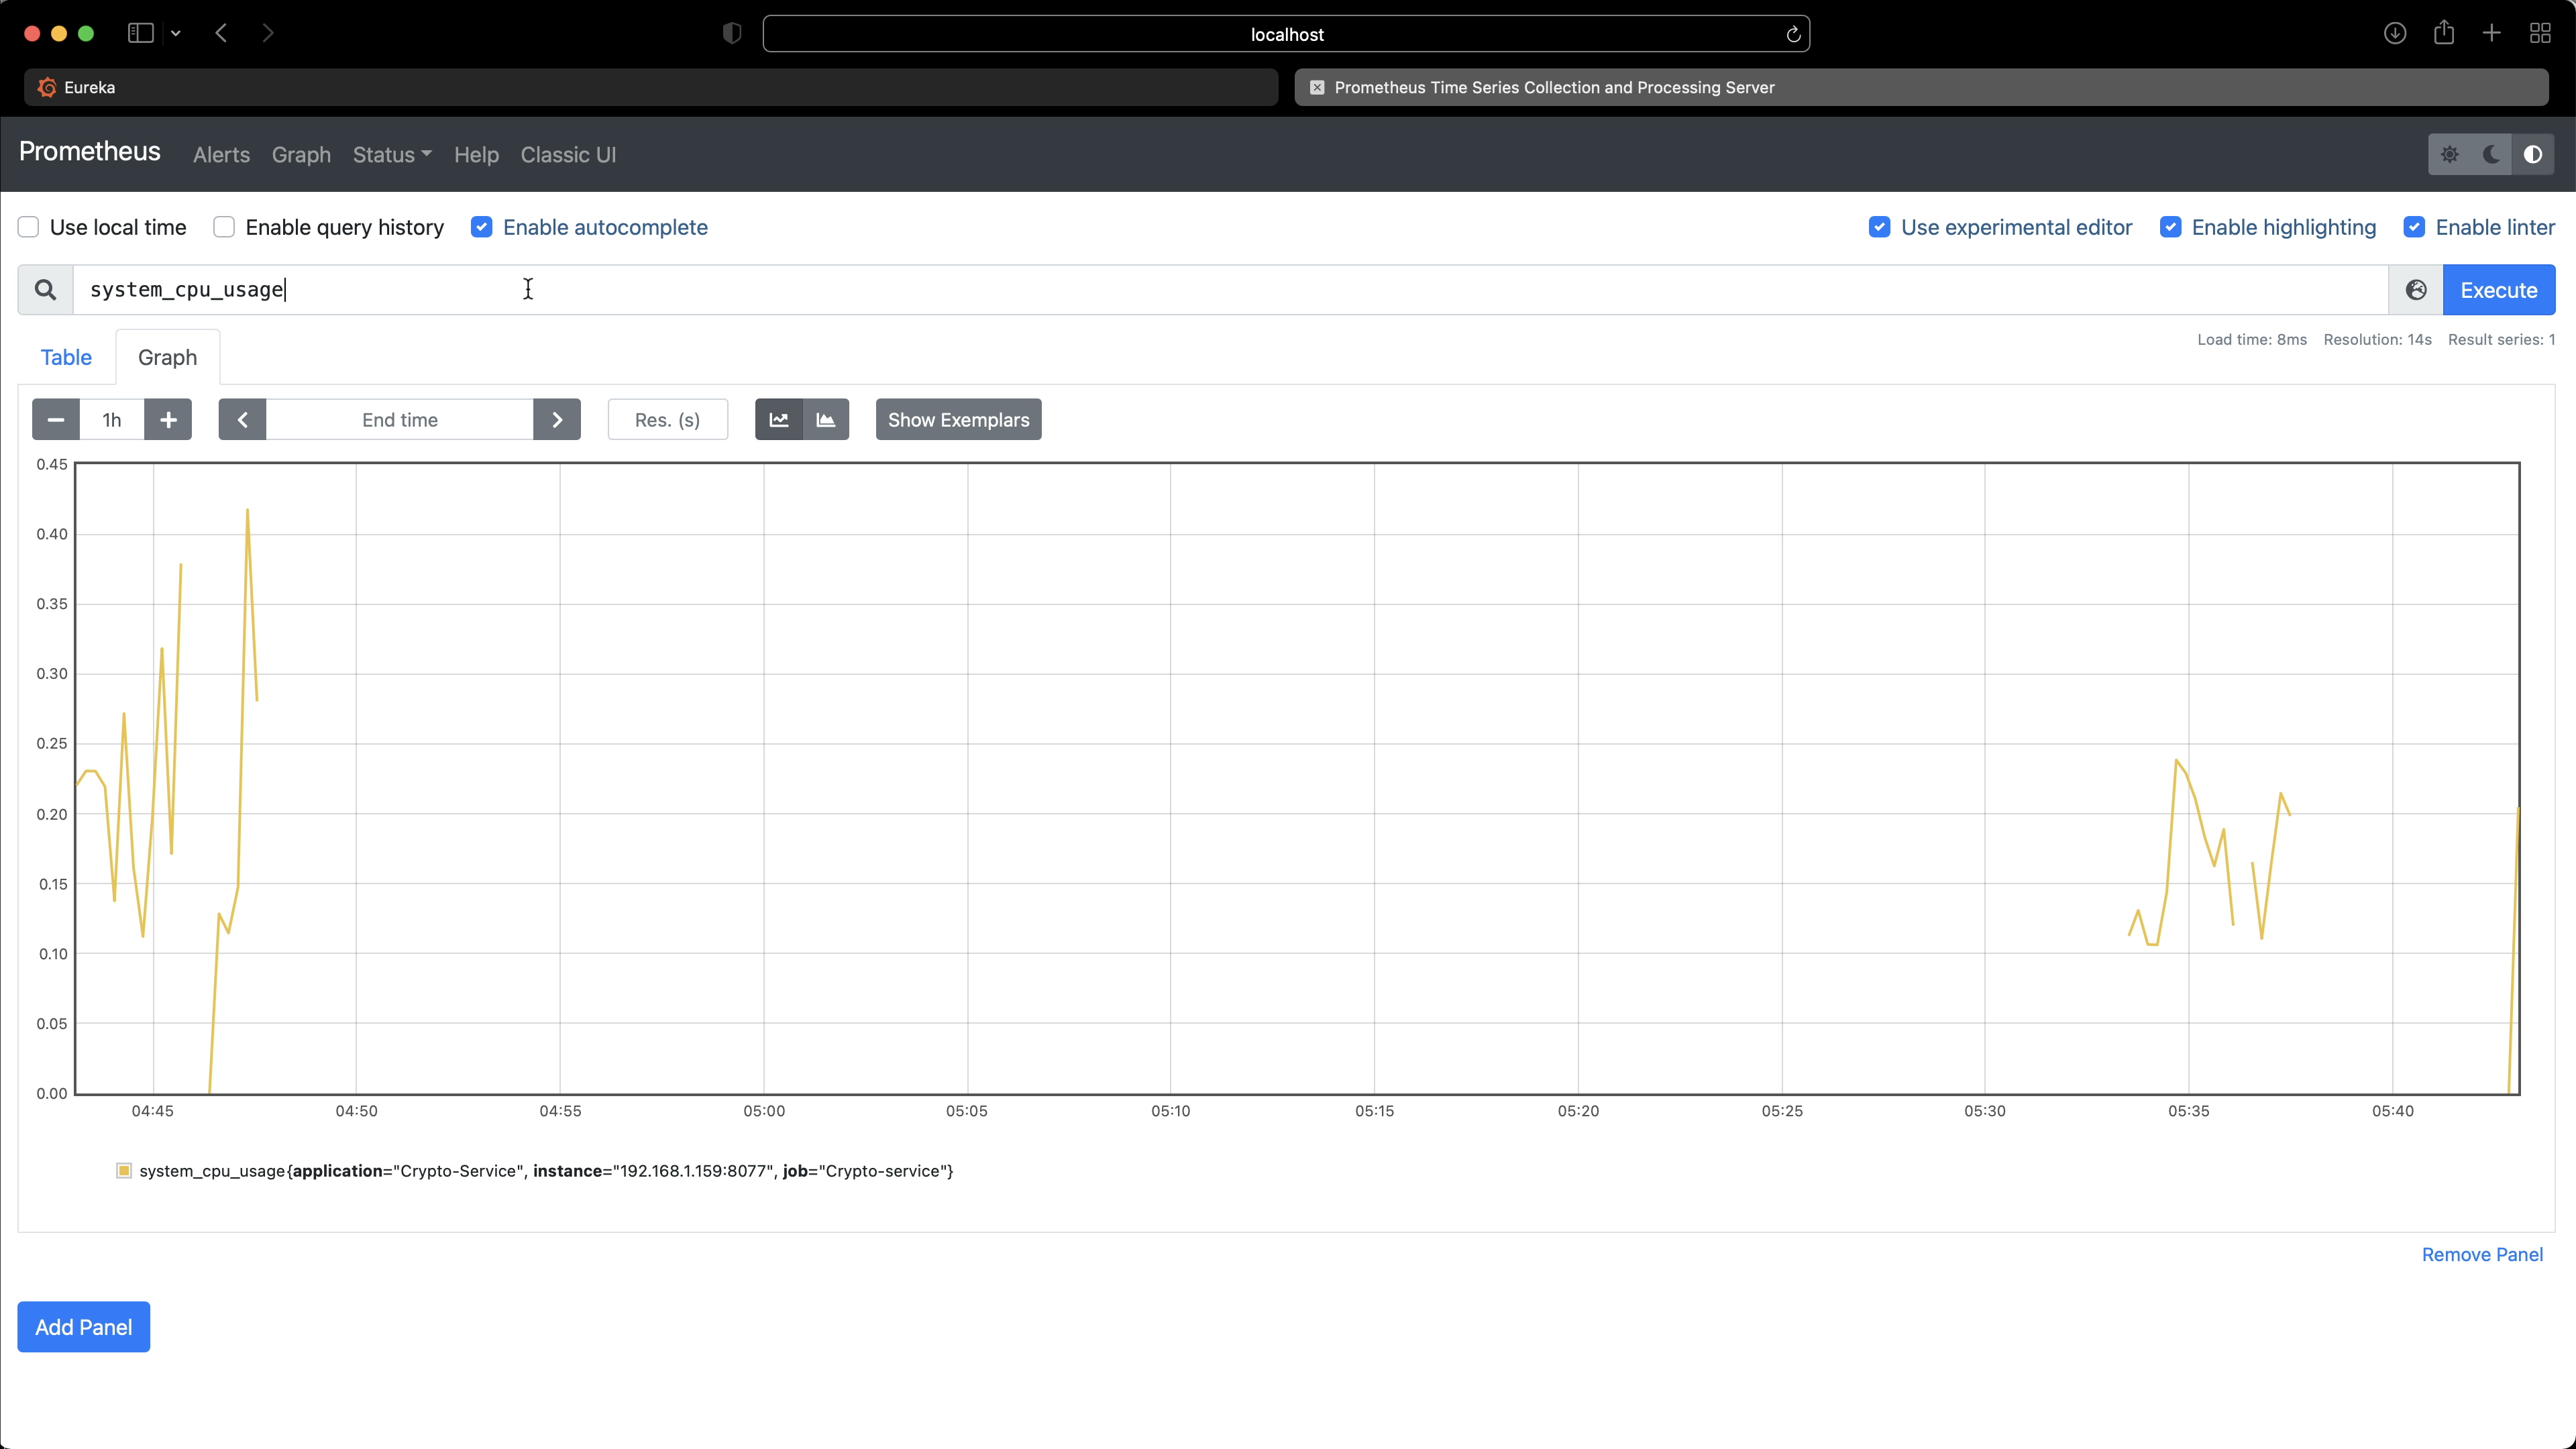 localhost
Eureka
Prometheus Time Series Collection and Processing Server
Prometheus Alerts Graph Status Help Classic UI
Use local time Enable query history Enable autocomplete Use experimental editor Enable highlighting Enable linter
system_cpu_usage Execute
Load time: 8ms Resolution: 14s Result series: 1
Table Graph
1h End time Res. (s) Show Exemplars
0.45
0.40
0.35
0.30
0.25
0.20
0.15
0.10
0.05
0.00
04:45 04:50 04:55 05:00 05:05 05:10 05:15 05:20 05:25 05:30 05:35 05:40
system_cpu_usage{application="Crypto-Service", instance="192.168.1.159:8077", job="Crypto-service"}
Remove Panel
Add Panel